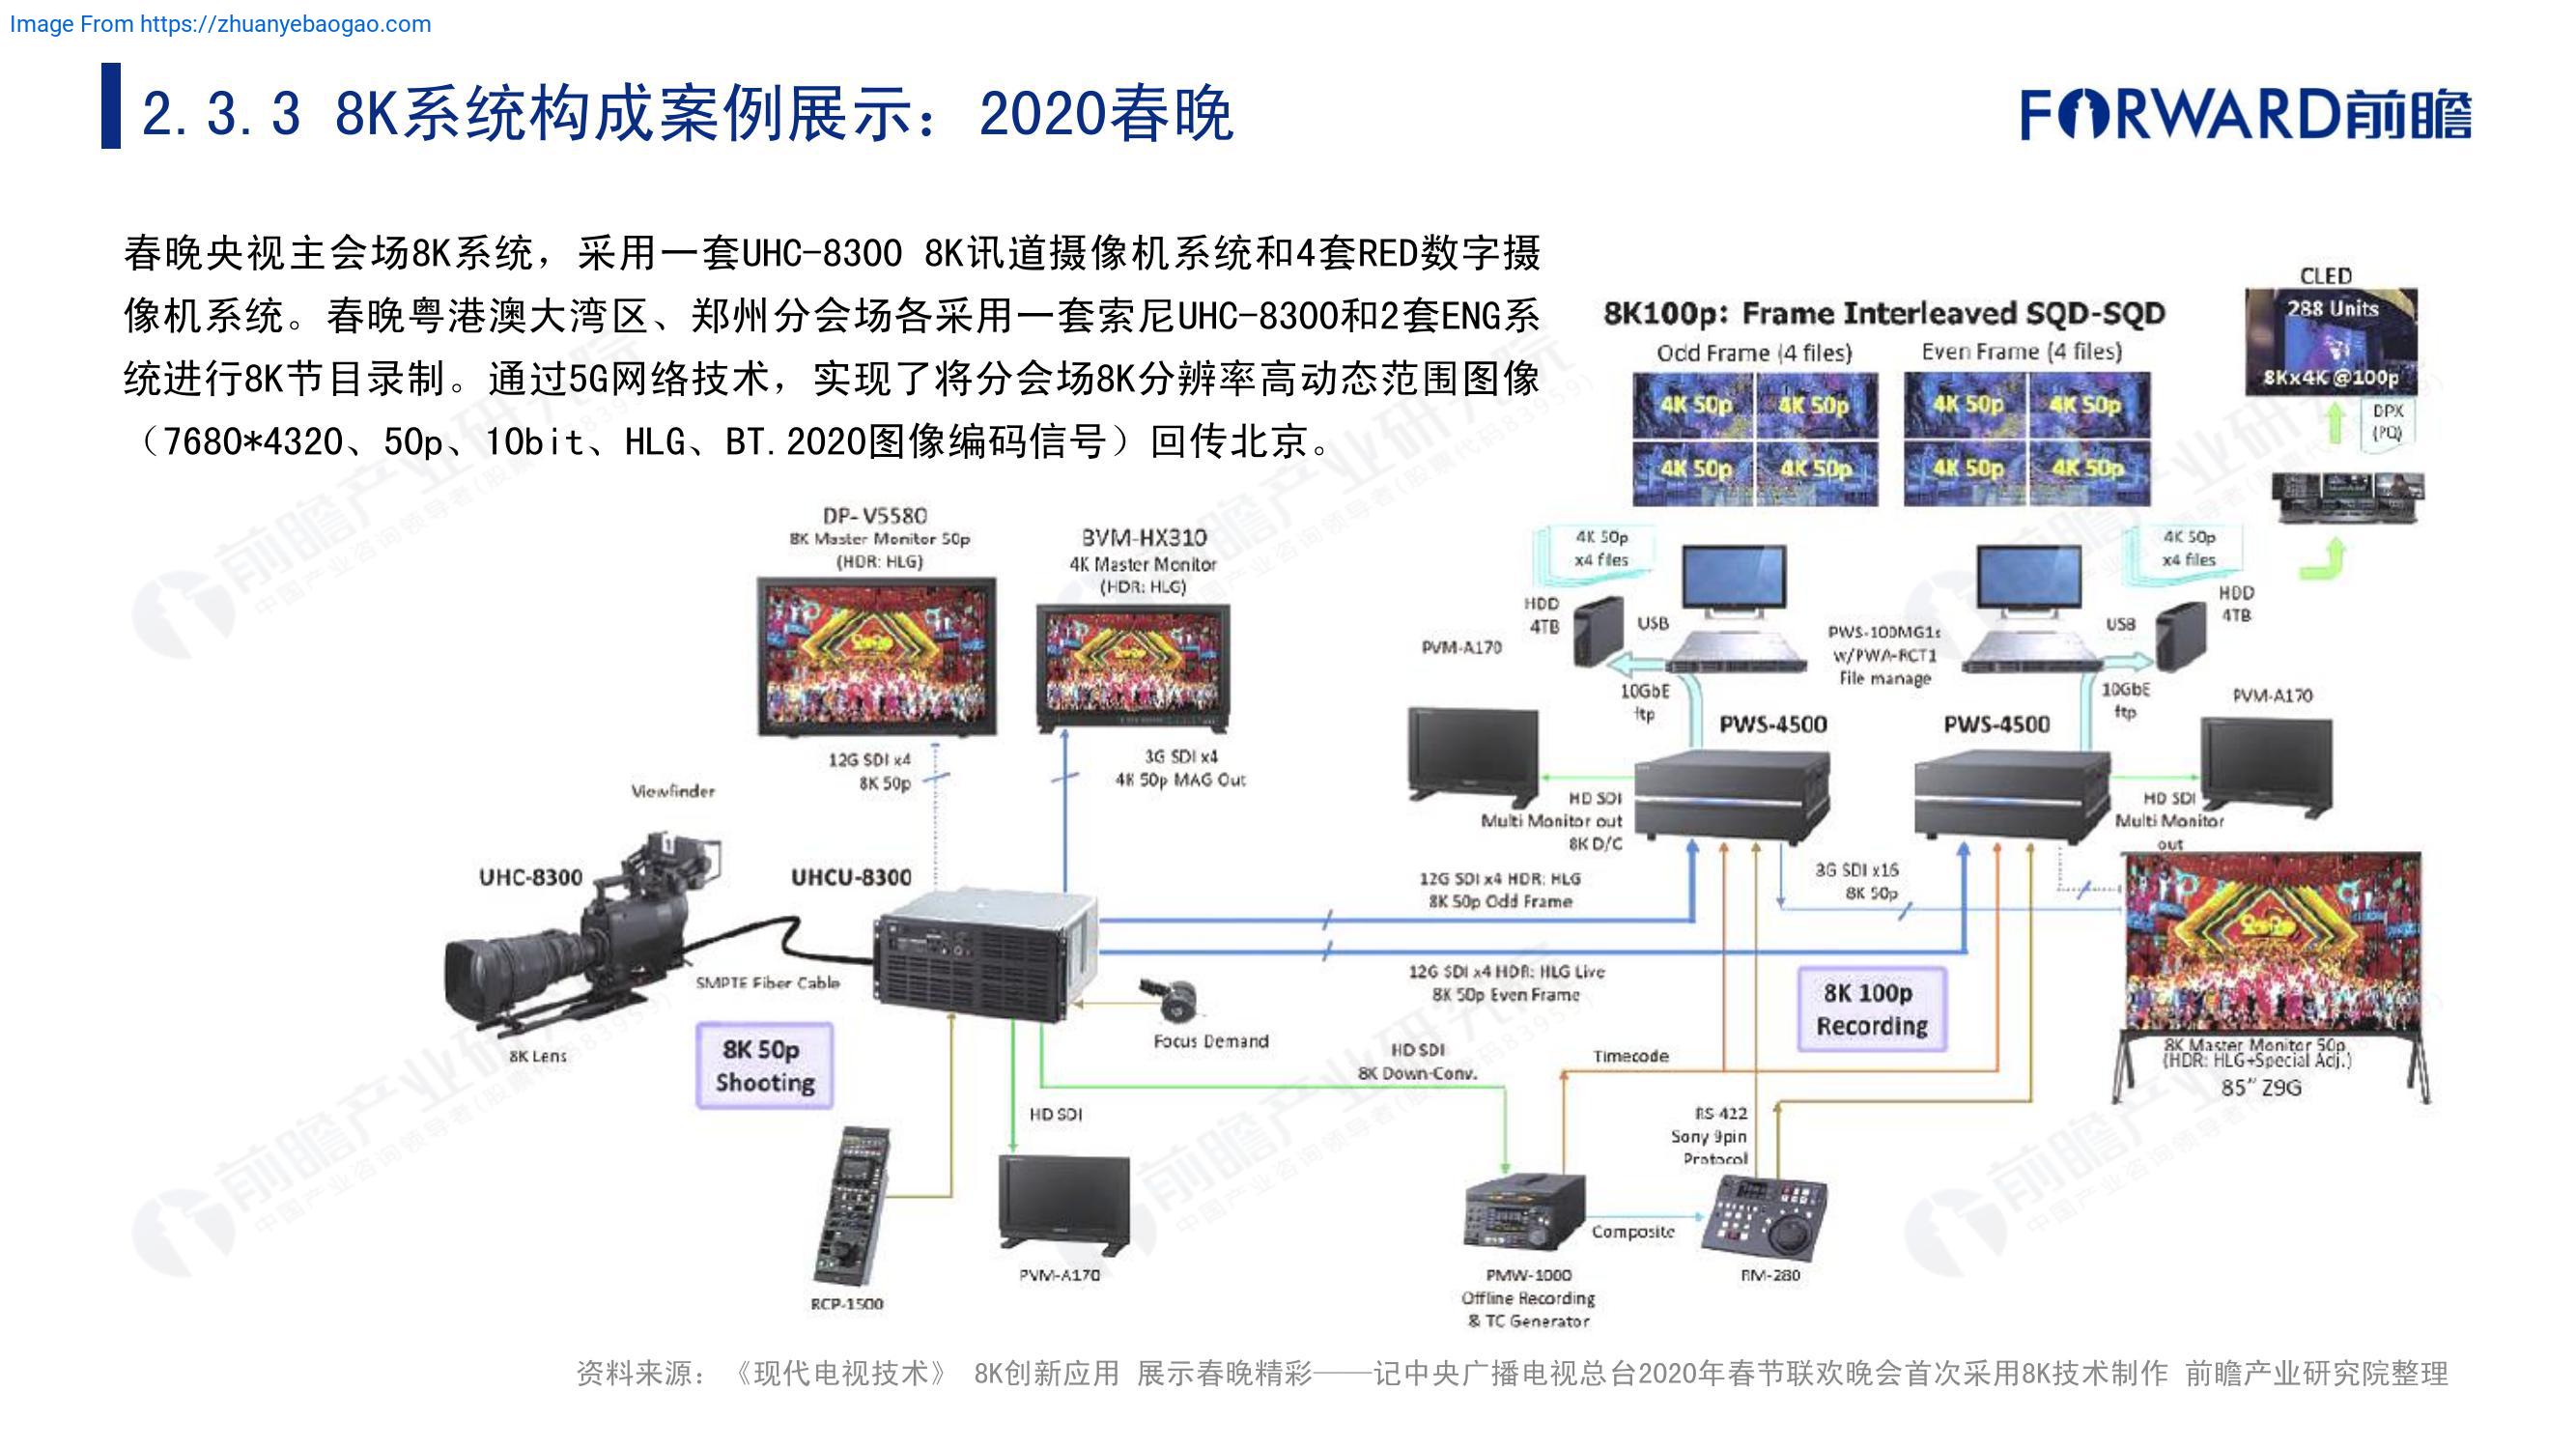 Image From https://zhuanyebaogao.com
2.3.3 8K系统构成案例展示：2020春晚
FORWARD前瞻
春晚央视主会场8K系统，采用一套UHC-8300 8K讯道摄像机系统和4套RED数字摄
像机系统。春晚粤港澳大湾区、郑州分会场各采用一套索尼UHC-8300和2套ENG系
统进行8K节目录制。通过5G网络技术，实现了将分会场8K分辨率高动态范围图像
（7680*4320、50p、10bit、HLG、BT.2020图像编码信号）回传北京。
8K100p: Frame Interleaved SQD-SQD
Odd Frame (4 files)
Even Frame (4 files)
4K 50p 4K 50p
4K 50p 4K 50p
4K 50p 4K 50p
4K 50p 4K 50p
CLED
288 Units
8Kx4K @100p
DPX
(PQ)
DP-V5580
8K Master Monitor 50p
(HDR: HLG)
BVM-HX310
4K Master Monitor
(HDR: HLG)
12G SDI x4
8K 50p
3G SDI x4
4K 50p MAG Out
4K 50p
x4 files
HDD
4TB
USB
PVM-A170
10GbE
ftp
PWS-100MG1s
w/PWA-RCT1
File manage
4K 50p
x4 files
HDD
4TB
USB
10GbE
ftp
PVM-A170
PWS-4500
PWS-4500
HD SDI
Multi Monitor out
8K D/C
HD SDI
Multi Monitor
out
Viewfinder
UHC-8300
UHCU-8300
SMPTE Fiber Cable
8K Lens
8K 50p
Shooting
Focus Demand
12G SDI x4 HDR: HLG
8K 50p Odd Frame
12G SDI x4 HDR: HLG Live
8K 50p Even Frame
3G SDI x16
8K 50p
8K 100p
Recording
8K Master Monitor 50p
(HDR: HLG+Special Adj.)
85" Z9G
HD SDI
8K Down-Conv.
Timecode
HD SDI
RS-422
Sony 9pin
Protocol
RCP-1500
PVM-A170
PMW-1000
Offline Recording
& TC Generator
Composite
RM-280
资料来源：《现代电视技术》 8K创新应用 展示春晚精彩——记中央广播电视总台2020年春节联欢晚会首次采用8K技术制作 前瞻产业研究院整理